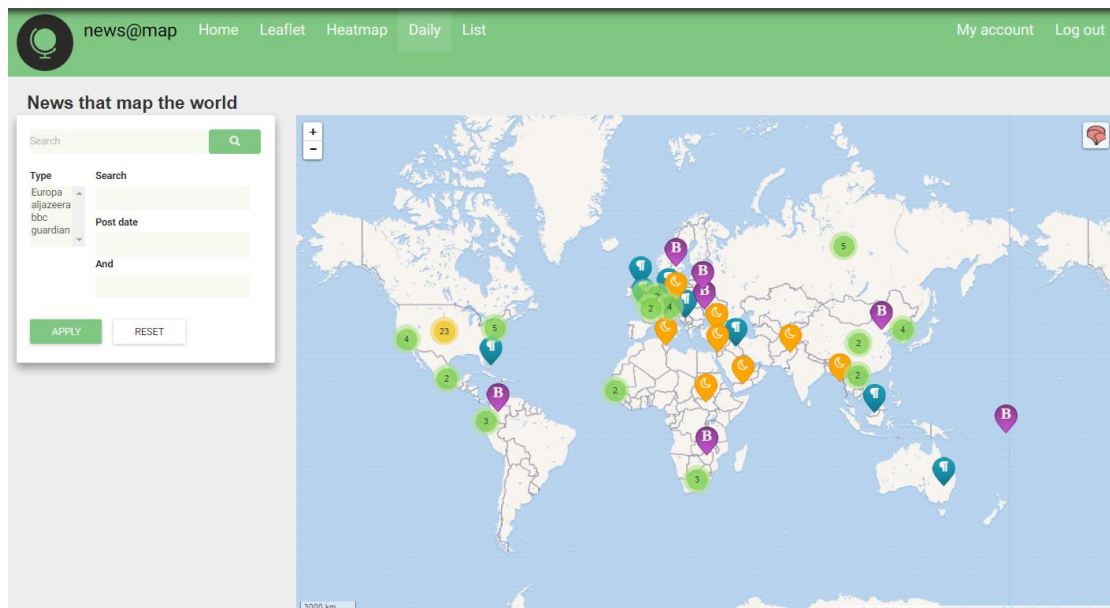 news@map Home Leaflet Heatmap Daily List My account Log out
News that map the world
Search
Type Search
Europa
aljazeera
bbc
guardian
Post date
And
APPLY RESET
+
-
5
B
¶
B
B
2 4
¶
B
4
2
4 23 5
¶
2
2
2
¶
B
3
B
B
3
¶
3000 km